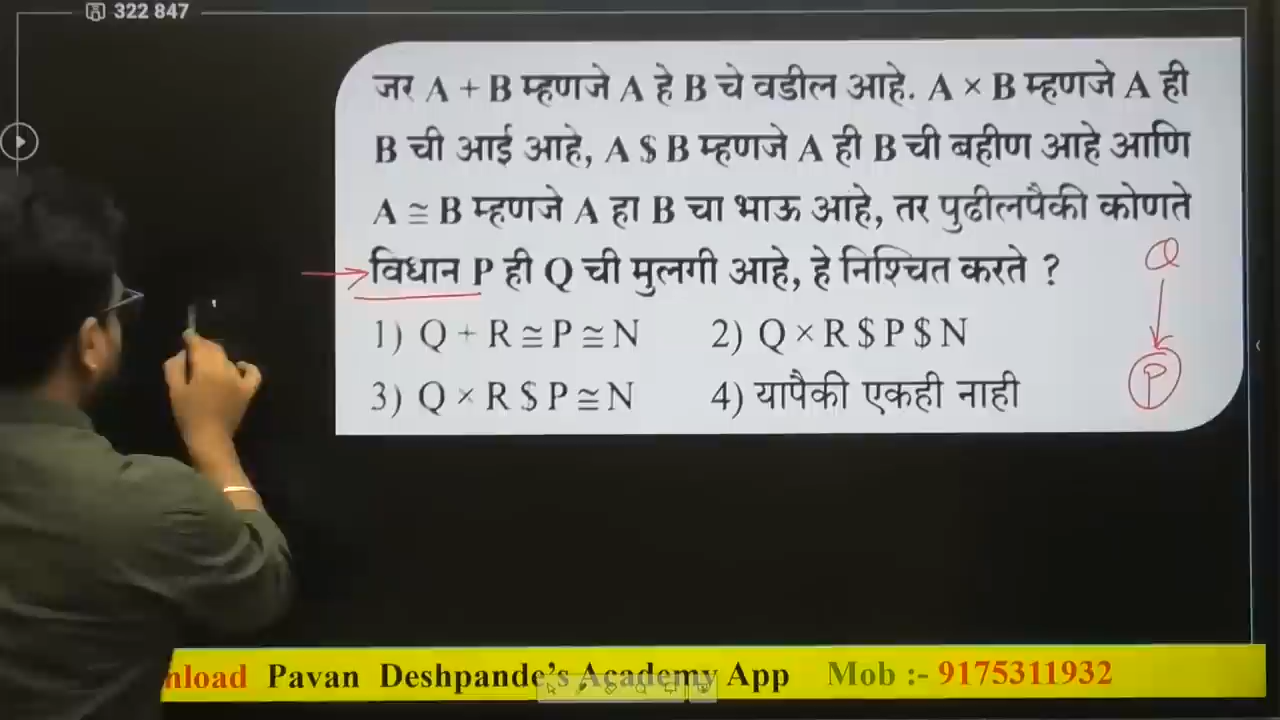 322 847
जर A + B म्हणजे A हे B चे वडील आहे. A × B म्हणजे A ही
B ची आई आहे, A $ B म्हणजे A ही B ची बहीण आहे आणि
A ≅ B म्हणजे A हा B चा भाऊ आहे, तर पुढीलपैकी कोणते
विधान P ही Q ची मुलगी आहे, हे निश्चित करते ?
Q
1) Q + R ≅ P ≅ N 2) Q × R $ P $ N
P
3) Q × R $ P ≅ N 4) यापैकी एकही नाही
Pavan Deshpande's Academy App Mob :- 9175311932